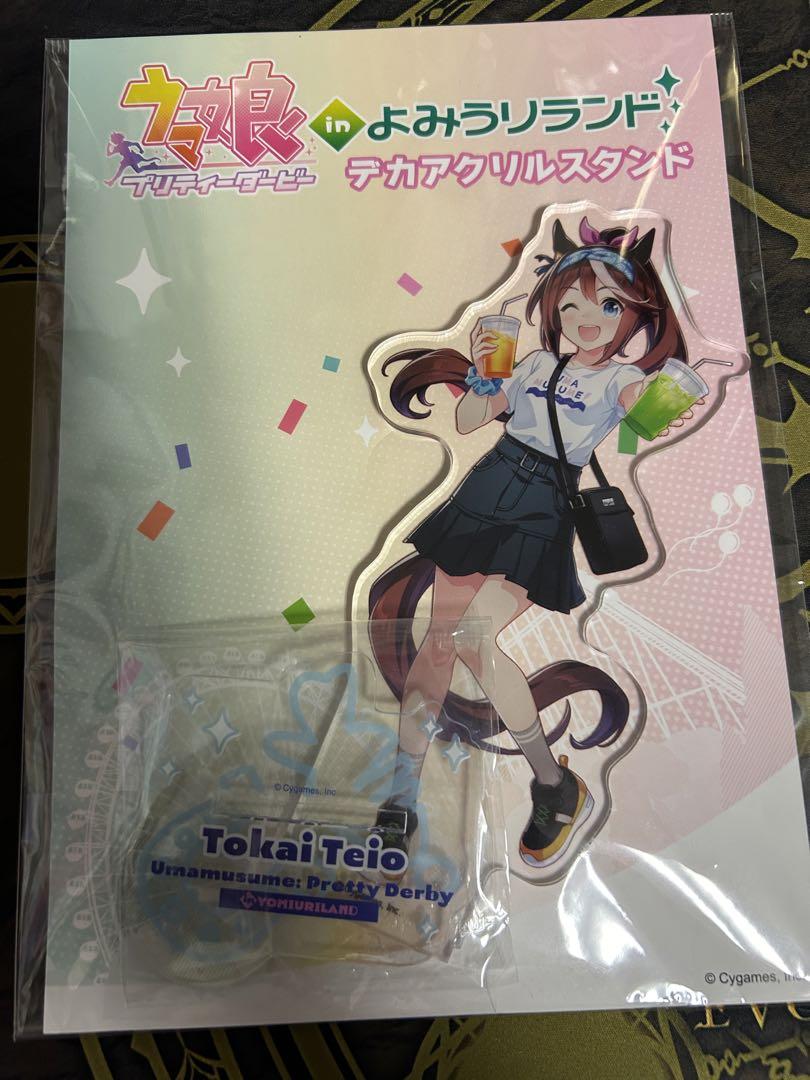 ウマ娘
プリティーダービー
in よみうりランド
デカアクリルスタンド
© Cygames, Inc
Tokai Teio
Umamusume: Pretty Derby
in YOMIURILAND
© Cygames, Inc.